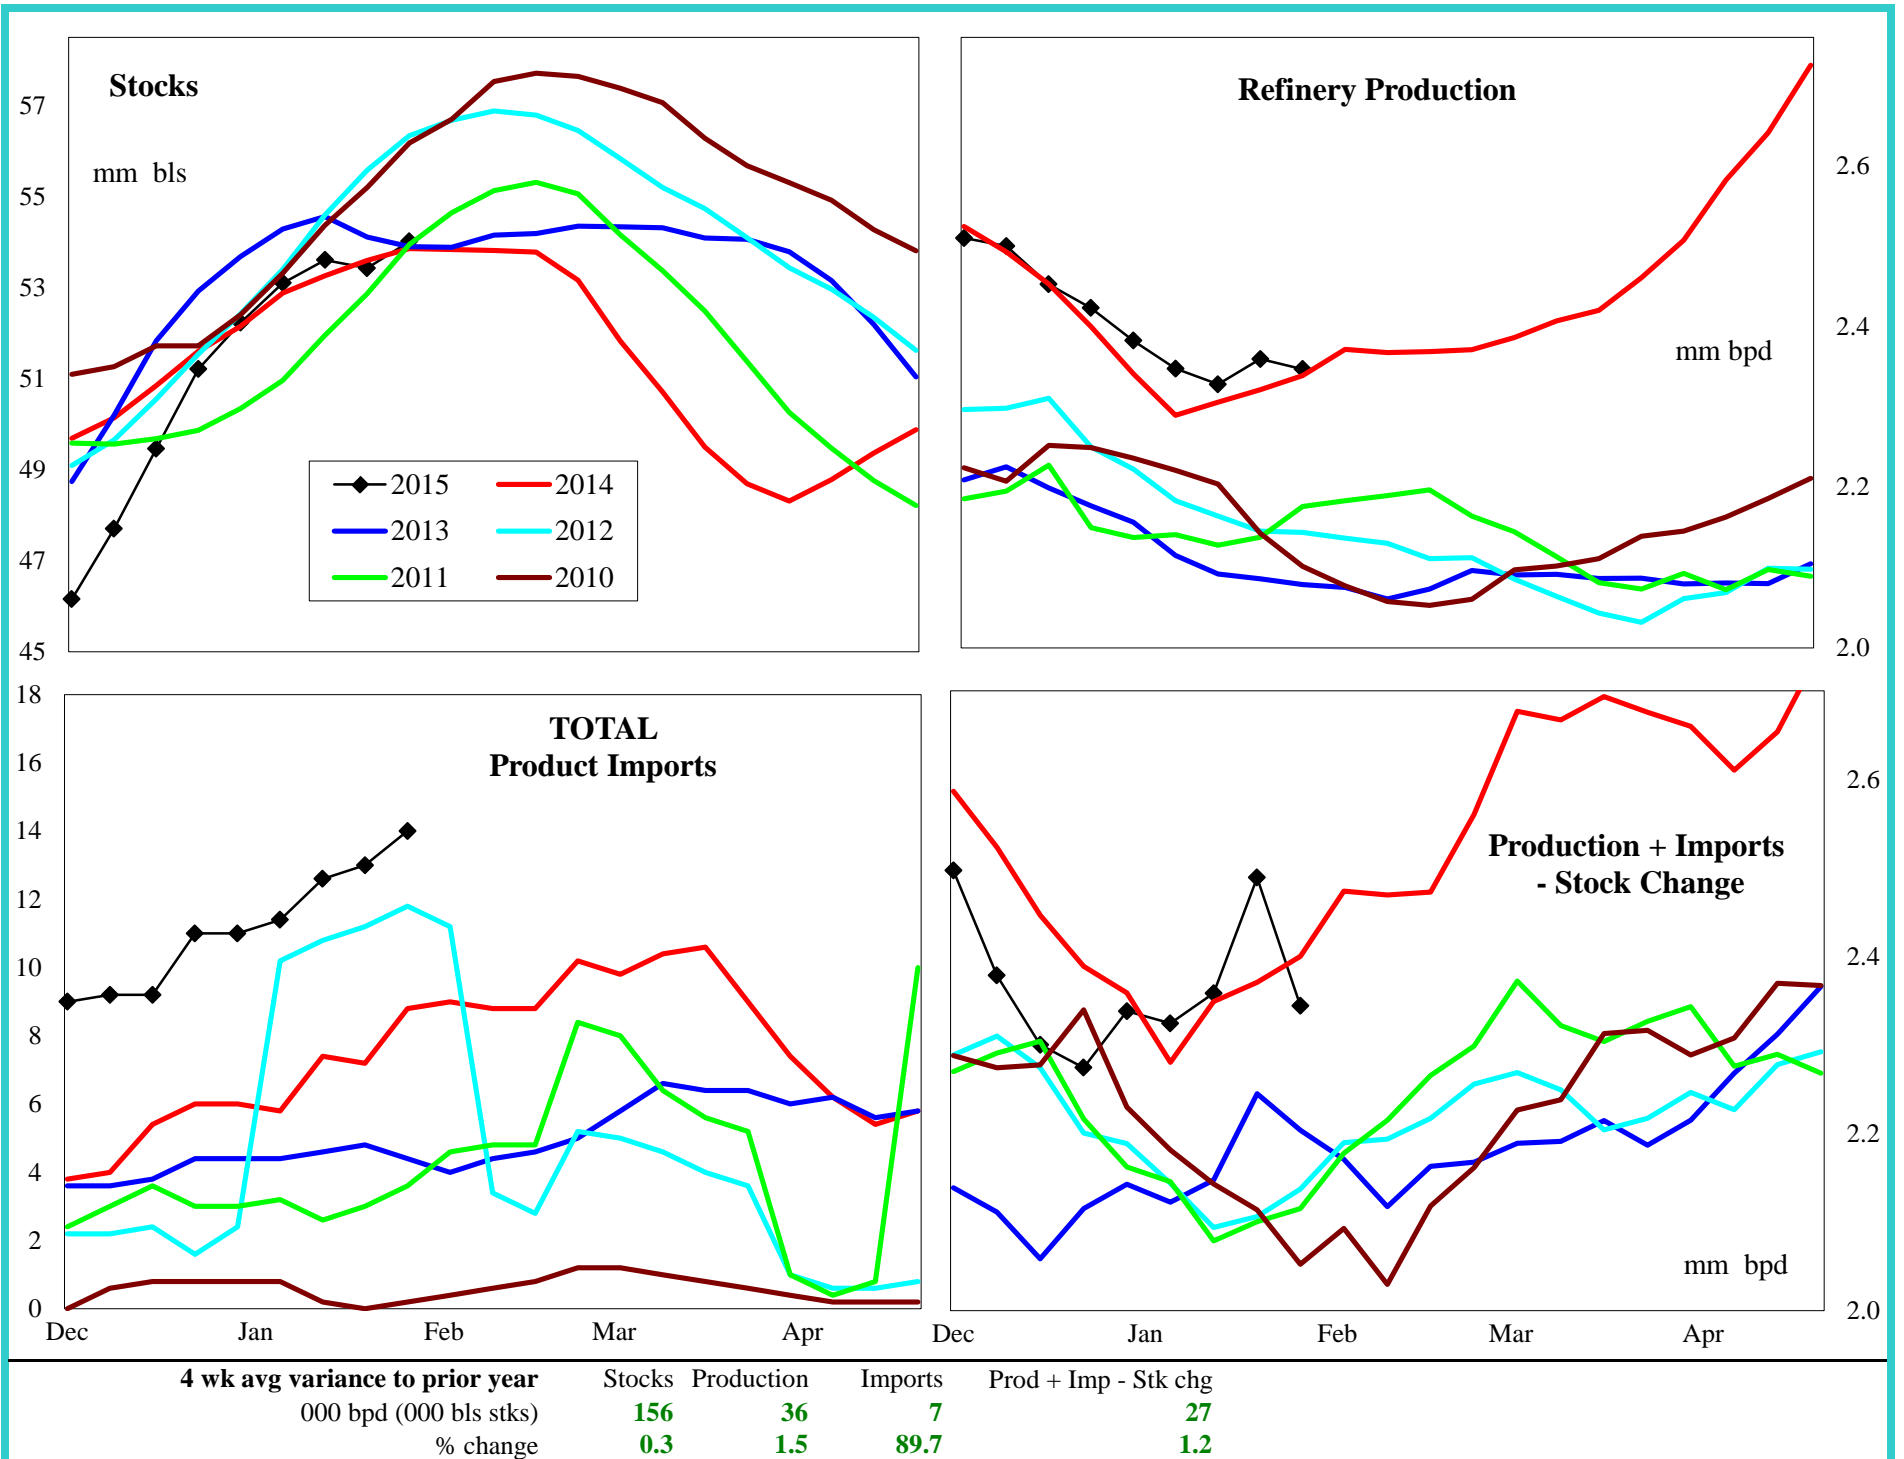 Stocks
mm bls
57
55
53
51
49
47
45
2015
2014
2013
2012
2011
2010
Refinery Production
mm bpd
2.6
2.4
2.2
2.0
TOTAL
Product Imports
18
16
14
12
10
8
6
4
2
0
Dec Jan Feb Mar Apr
Production + Imports
- Stock Change
mm bpd
2.6
2.4
2.2
2.0
Dec Jan Feb Mar Apr
4 wk avg variance to prior year Stocks Production Imports Prod + Imp - Stk chg
000 bpd (000 bls stks) 156 36 7 27
% change 0.3 1.5 89.7 1.2